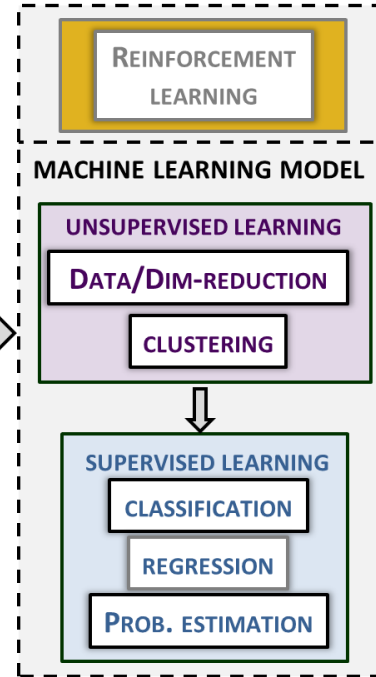 REINFORCEMENT
LEARNING
MACHINE LEARNING MODEL
UNSUPERVISED LEARNING
DATA/DIM-REDUCTION
CLUSTERING
SUPERVISED LEARNING
CLASSIFICATION
REGRESSION
PROB. ESTIMATION